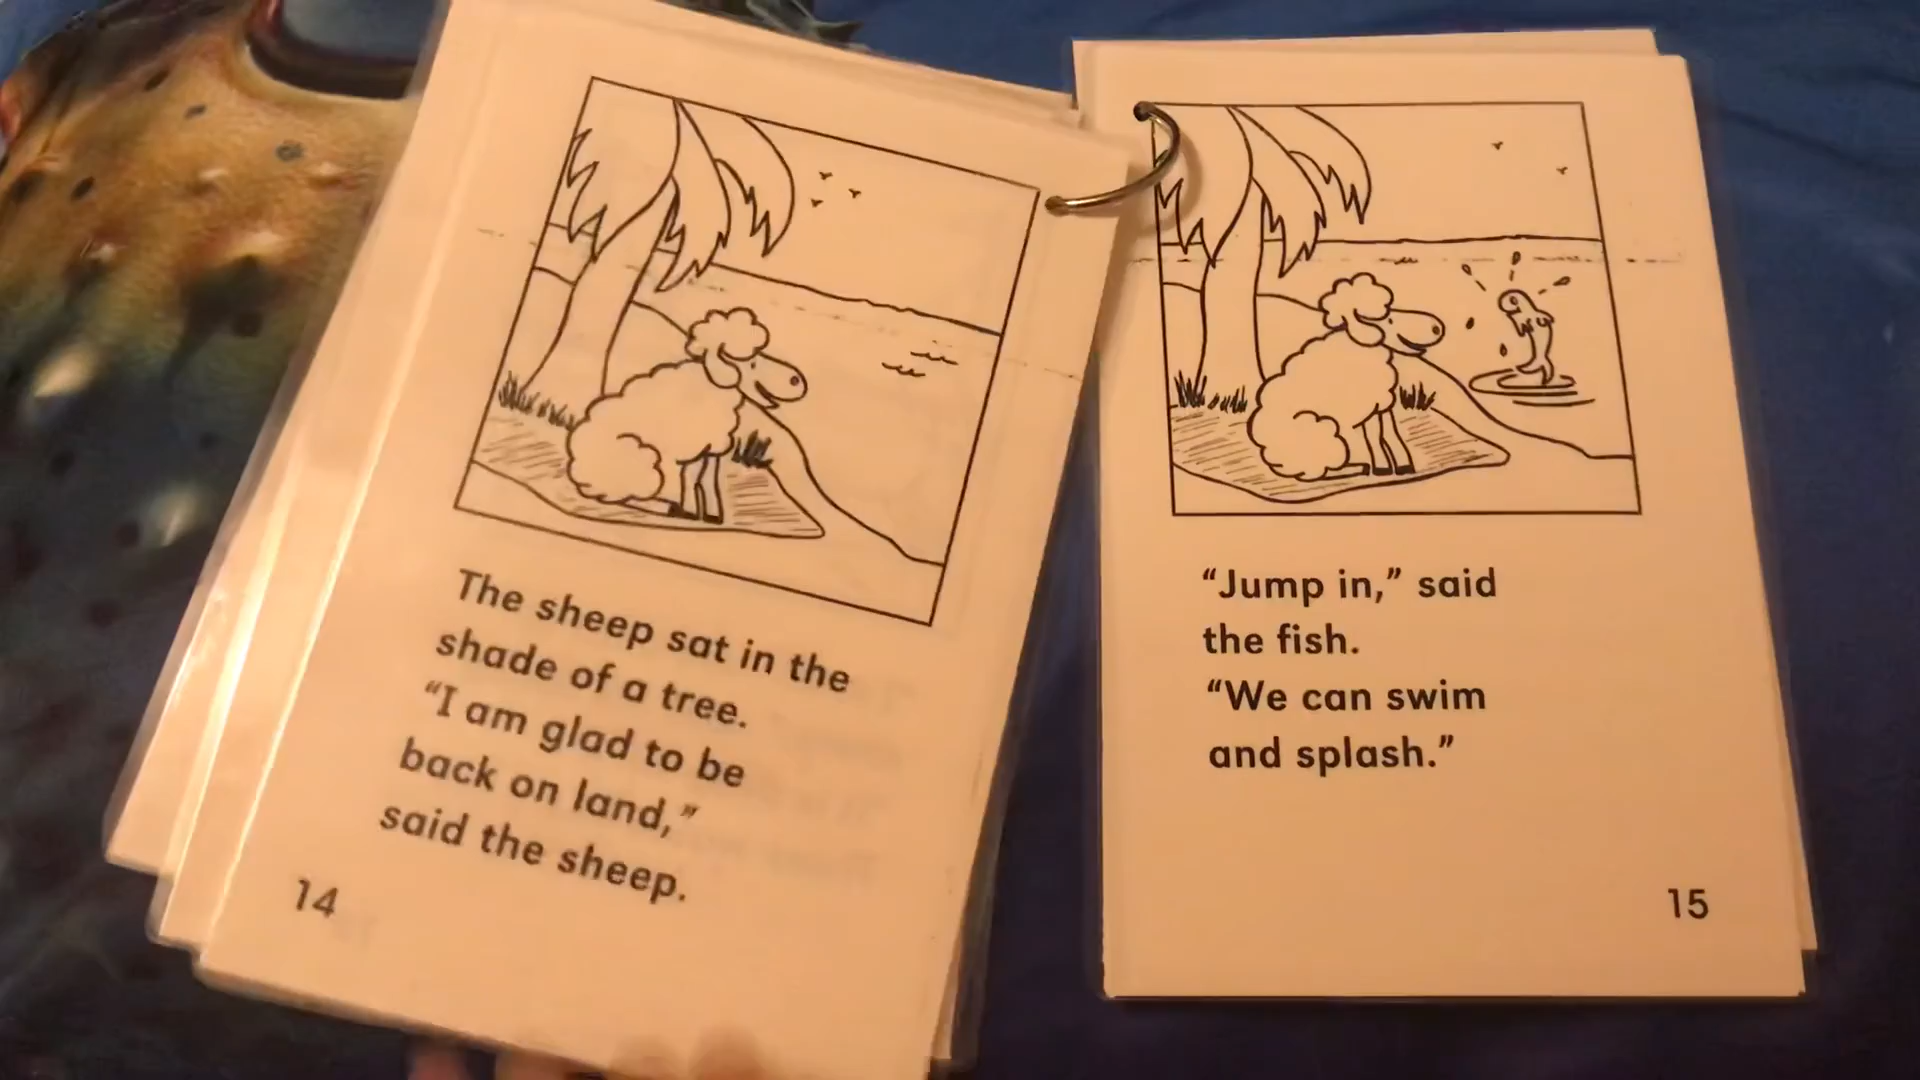 The sheep sat in the
shade of a tree.
“I am glad to be
back on land,”
said the sheep.
14
“Jump in,” said
the fish.
“We can swim
and splash.”
15